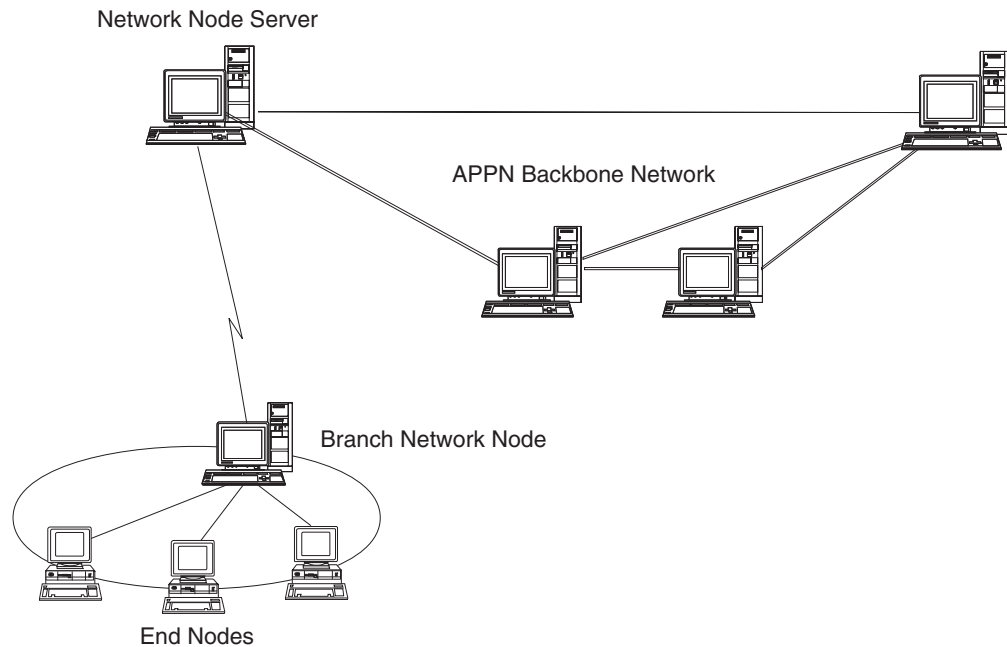 Network Node Server
APPN Backbone Network
Branch Network Node
End Nodes